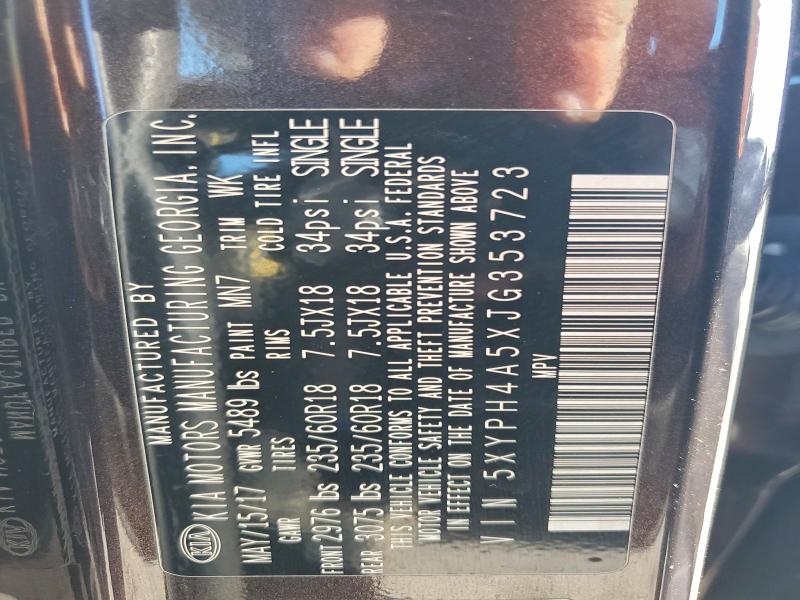 MANUFACTURED BY
KIA KIA MOTORS MANUFACTURING GEORGIA, INC.
MAY/15/17 GVWR 5489 lbs PAINT MN7 TRIM WK
GAWR TIRES RIMS COLD TIRE INFL
FRONT 2976 lbs 235/60R18 7.5JX18 34psi SINGLE
REAR 3075 lbs 235/60R18 7.5JX18 34psi SINGLE
THIS VEHICLE CONFORMS TO ALL APPLICABLE U.S.A. FEDERAL
MOTOR VEHICLE SAFETY AND THEFT PREVENTION STANDARDS
IN EFFECT ON THE DATE OF MANUFACTURE SHOWN ABOVE
VIN 5XYPH4A5XJG353723
MPV